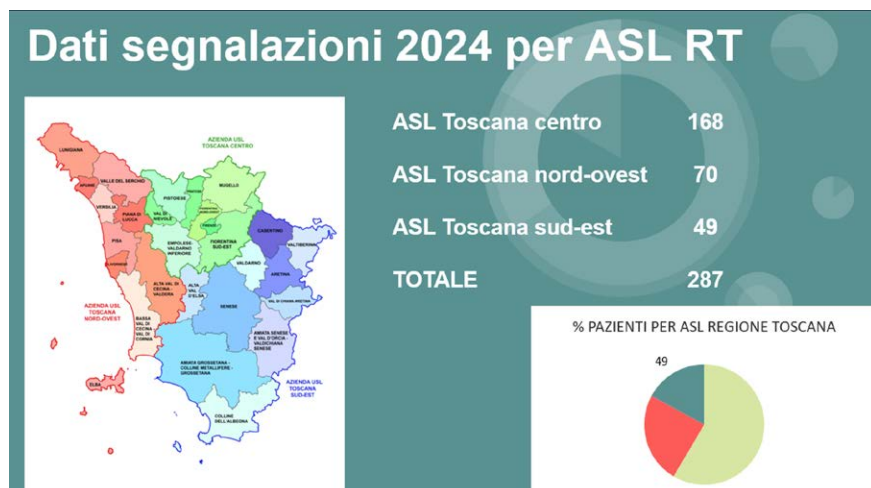 Dati segnalazioni 2024 per ASL RT
AZIENDA USL
TOSCANA CENTRO
LUNIGIANA
VALLE DEL SERCHIO
APUANE
VERSILIA
PIANA DI
LUCCA
PISTOIESE
VAL DI
NIEVOLE
MUGELLO
PISA
EMPOLESE-
VALDARNO
INFERIORE
FIORENTINA
SUD-EST
CASENTINO
VALTIBERINA
VALDARNO
ARETINA
ALTA VAL DI
CECINA -
VALDERA
ALTA
VAL
D'ELSA
SENESE
VAL DI CHIANA ARETINA
AZIENDA USL
TOSCANA
NORD-OVEST
BASSA
VAL DI
CECINA
VAL DI
CORNIA
AMIATA SENESE
E VAL D'ORCIA -
VALDICHIANA
SENESE
AMIATA GROSSETANA -
COLLINE METALLIFERE -
GROSSETANA
ELBA
AZIENDA USL
TOSCANA
SUD-EST
COLLINE
DELL'ALBEGNA
ASL Toscana centro 168
ASL Toscana nord-ovest 70
ASL Toscana sud-est 49
TOTALE 287
% PAZIENTI PER ASL REGIONE TOSCANA
49